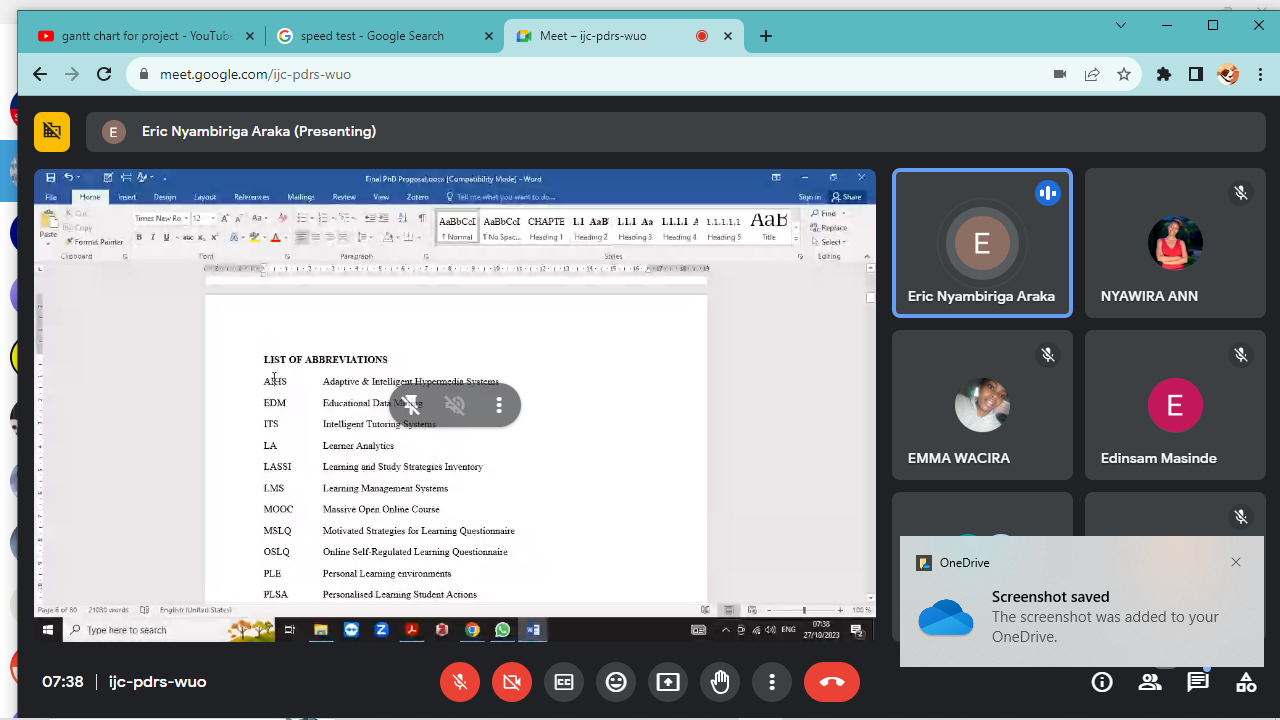 gantt chart for project - YouTube
speed test - Google Search
Meet – ijc-pdrs-wuo
meet.google.com/ijc-pdrs-wuo
E
Eric Nyambiriga Araka (Presenting)
Final PhD Proposal.docx [Compatibility Mode] - Word
File Home Insert Design Layout References Mailings Review View Zotero Tell me what you want to do... Sign in Share
Cut
Copy
Paste
Format Painter
Times New Ro 12
AaBbCcI AaBbCcI CHAPTE 1.1 AaB 1.1.1 Aa 1.1.1.1 A 1.1.1.1.1 AaB
¶ Normal ¶ No Spac... Heading 1 Heading 2 Heading 3 Heading 4 Heading 5 Title
Find
Replace
Select
Clipboard Font Paragraph Styles Editing
LIST OF ABBREVIATIONS
AIHS Adaptive & Intelligent Hypermedia Systems
EDM Educational Data Mining
ITS Intelligent Tutoring Systems
LA Learner Analytics
LASSI Learning and Study Strategies Inventory
LMS Learning Management Systems
MOOC Massive Open Online Course
MSLQ Motivated Strategies for Learning Questionnaire
OSLQ Online Self-Regulated Learning Questionnaire
PLE Personal Learning environments
PLSA Personalised Learning Student Actions
Page 6 of 86 21030 words English (United States) 100 %
Type here to search
ENG
07:38
27/10/2023
2
E
Eric Nyambiriga Araka
NYAWIRA ANN
EMMA WACIRA
E
Edinsam Masinde
OneDrive
Screenshot saved
The screenshot was added to your
OneDrive.
07:38 | ijc-pdrs-wuo